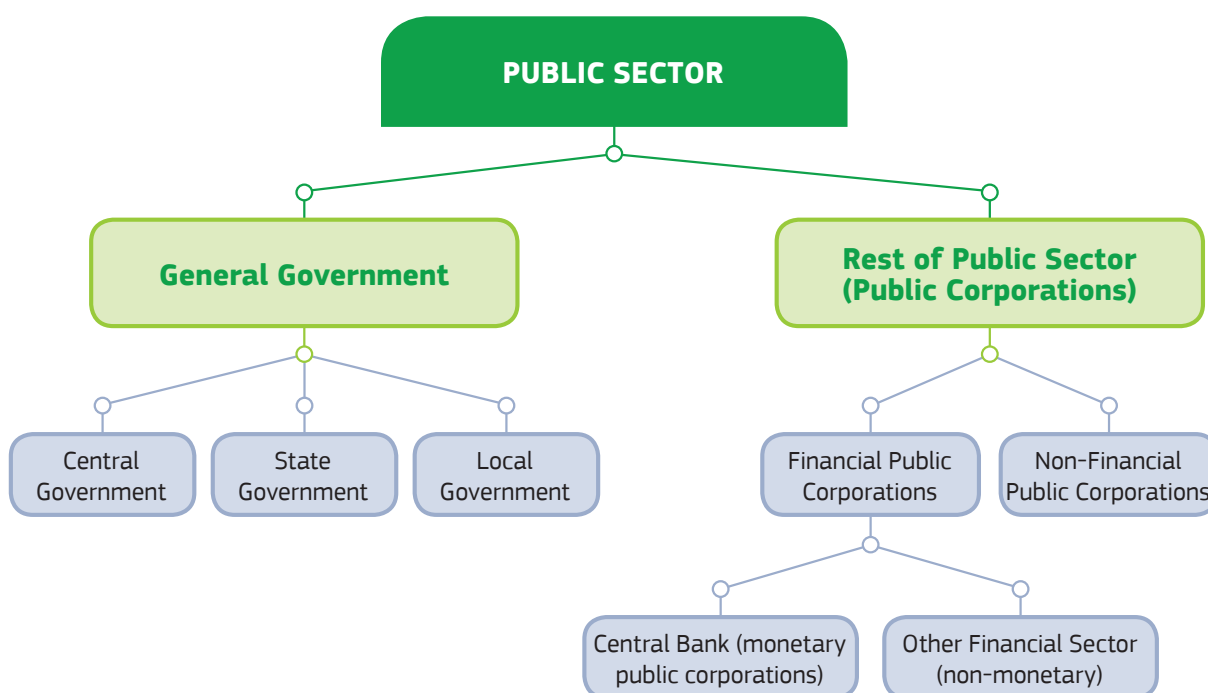 PUBLIC SECTOR
General Government
Rest of Public Sector
(Public Corporations)
Central
Government
State
Government
Local
Government
Financial Public
Corporations
Non-Financial
Public Corporations
Central Bank (monetary
public corporations)
Other Financial Sector
(non-monetary)